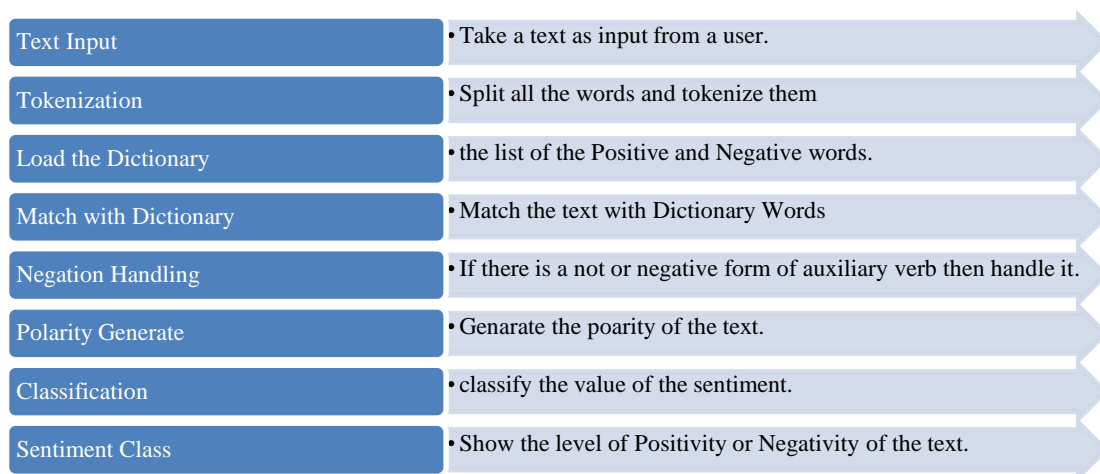 Text Input
• Take a text as input from a user.
Tokenization
• Split all the words and tokenize them
Load the Dictionary
• the list of the Positive and Negative words.
Match with Dictionary
• Match the text with Dictionary Words
Negation Handling
• If there is a not or negative form of auxiliary verb then handle it.
Polarity Generate
• Genarate the poarity of the text.
Classification
• classify the value of the sentiment.
Sentiment Class
• Show the level of Positivity or Negativity of the text.